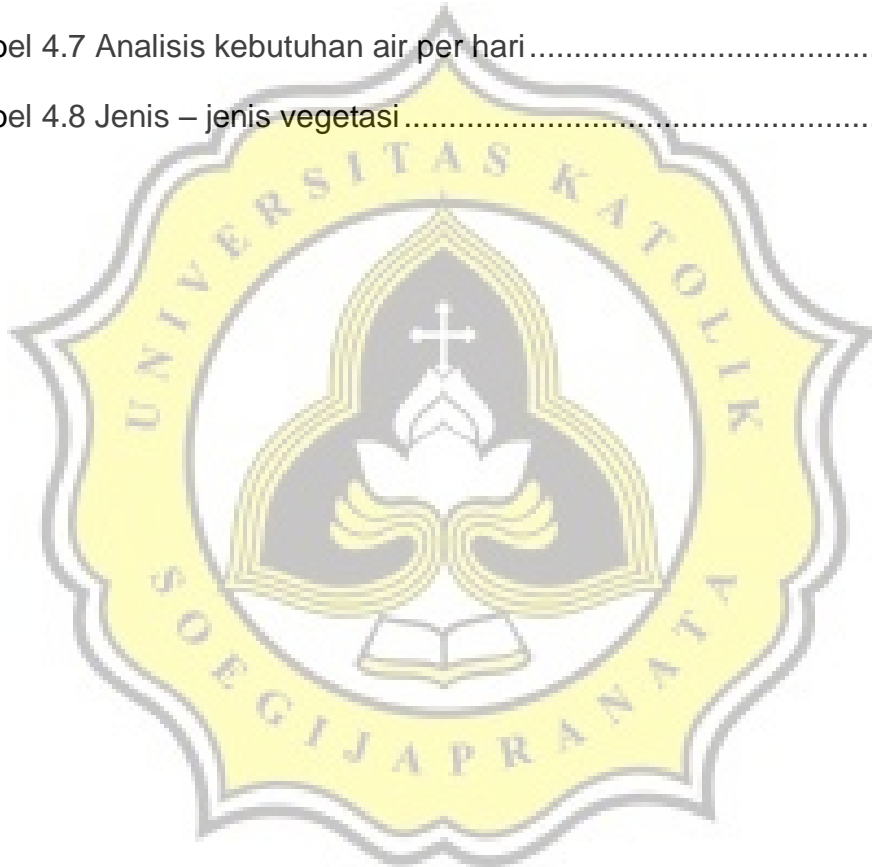 bel 4.7 Analisis kebutuhan air per hari....................................
bel 4.8 Jenis – jenis vegetasi..................................................
UNIVERSITAS KATOLIK
SOEGIJAPRANATA